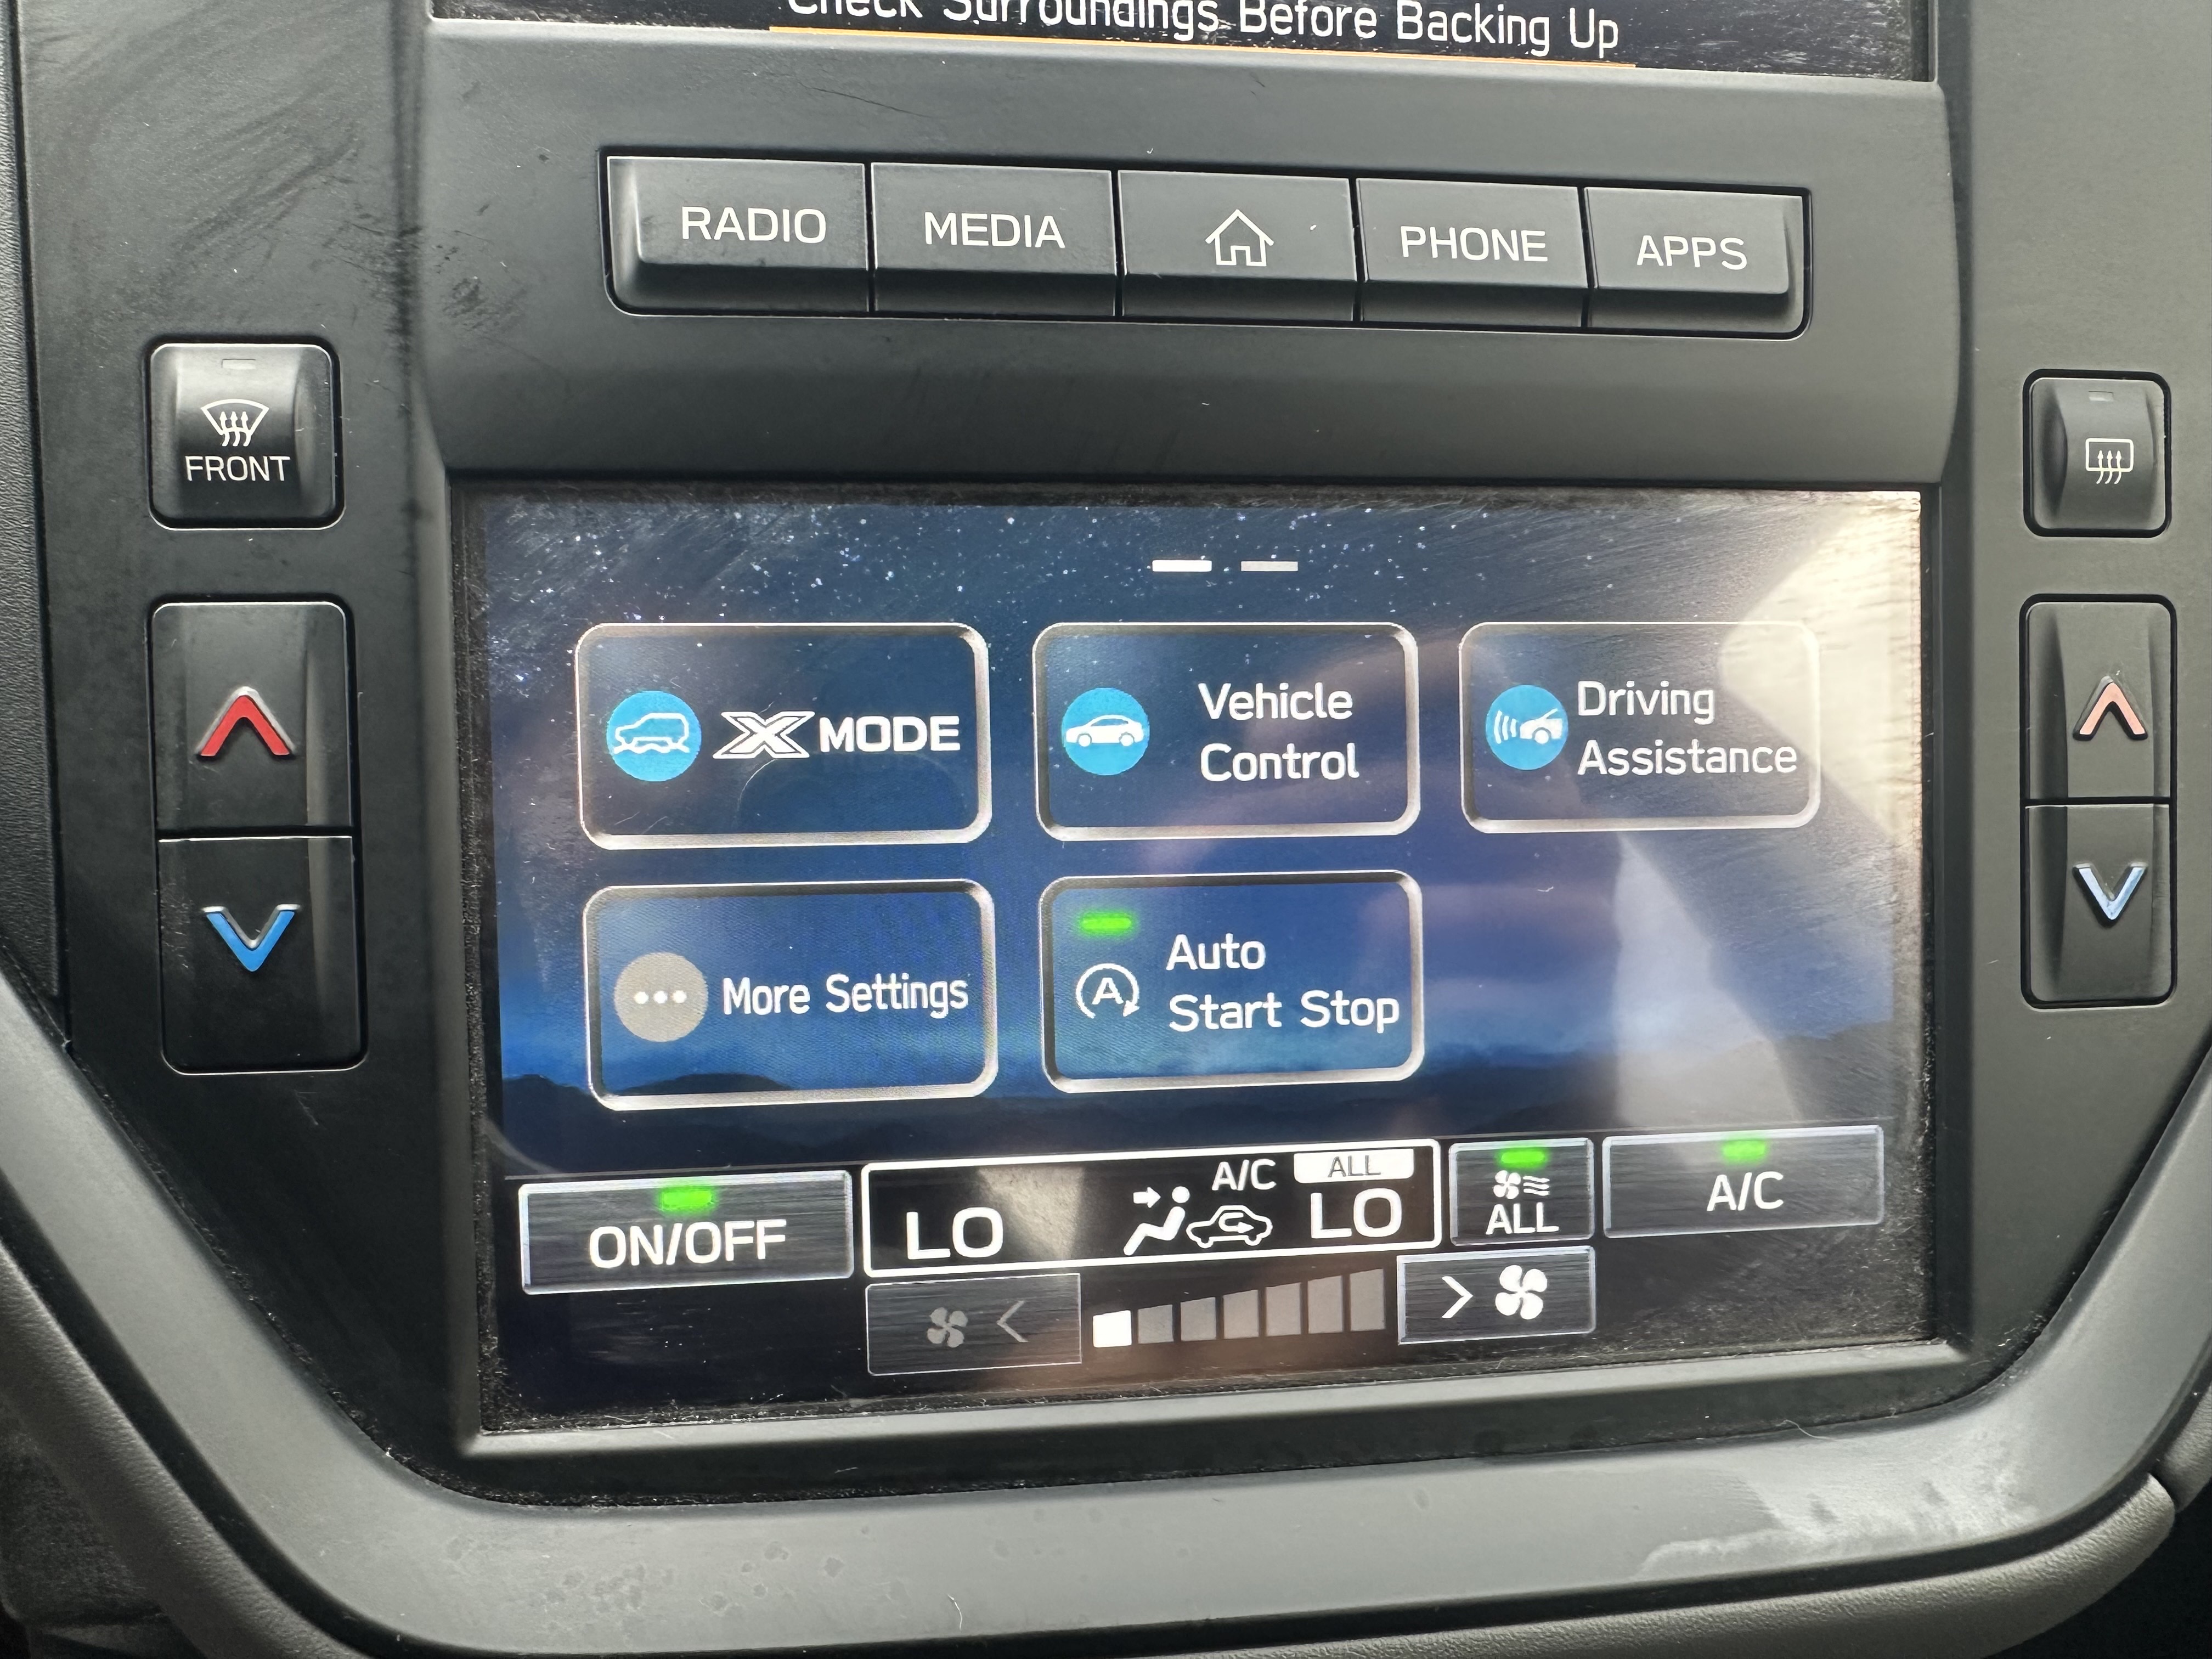 Check Surroundings Before Backing Up
RADIO
MEDIA
PHONE
APPS
FRONT
X MODE
Vehicle
Control
Driving
Assistance
More Settings
A
Auto
Start Stop
ON/OFF
LO
A/C
ALL
LO
ALL
A/C